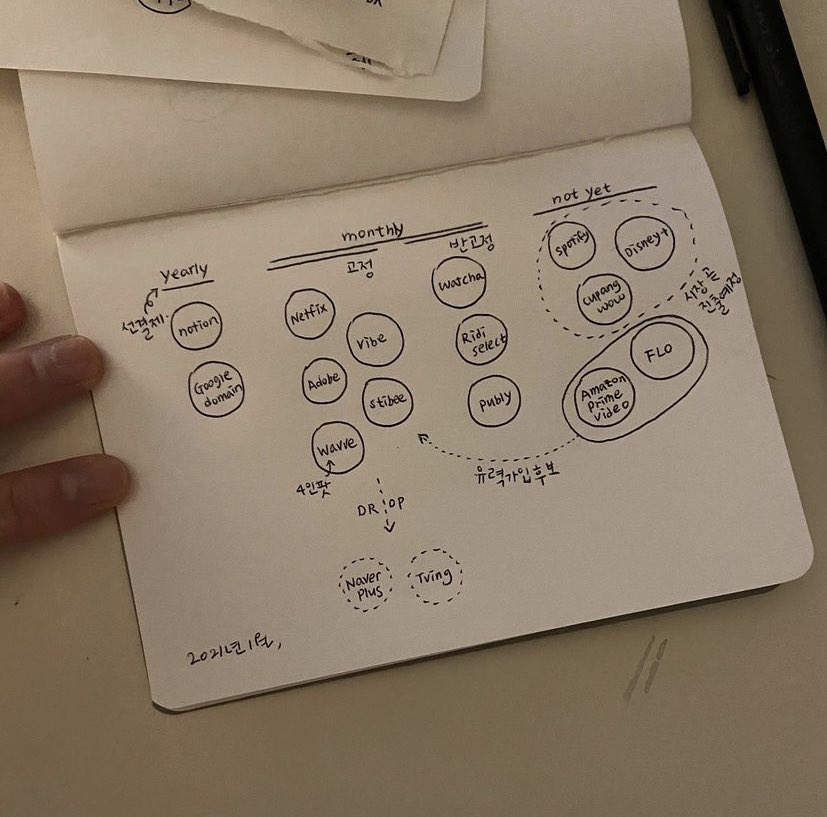 yearly
선결제
notion
Google
domain
monthly
고정
Netflix
Vibe
Adobe
stibee
wavve
4인팟
반고정
watcha
Ridi
select
publy
not yet
Spotify
Disney+
cupang
wow
시장 곧
진출예정
FLO
Amazon
Prime
video
유력가입후보
DROP
Naver
Plus
Tving
2021년 1월,